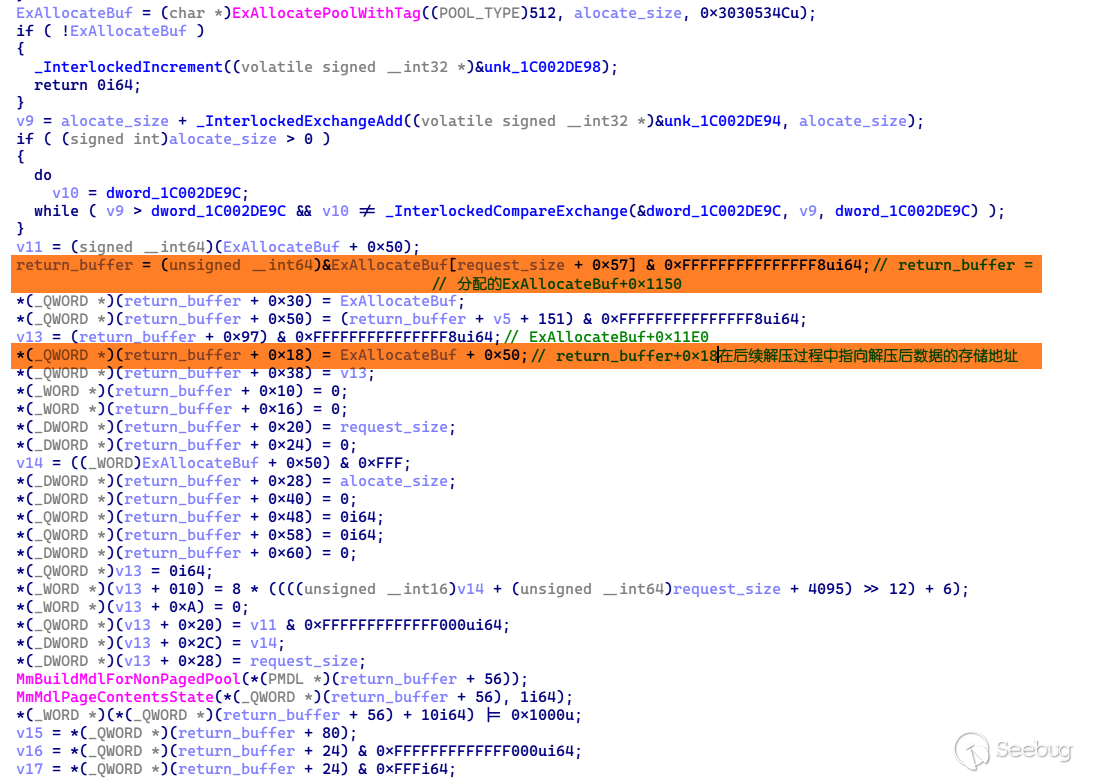 ExAllocateBuf = (char *)ExAllocatePoolWithTag((POOL_TYPE)512, alocate_size, 0×3030534Cu);
if ( !ExAllocateBuf )
{
_InterlockedIncrement((volatile signed __int32 *)&unk_1C002DE98);
return 0i64;
}
v9 = alocate_size + _InterlockedExchangeAdd((volatile signed __int32 *)&unk_1C002DE94, alocate_size);
if ( (signed int)alocate_size > 0 )
{
do
v10 = dword_1C002DE9C;
while ( v9 > dword_1C002DE9C && v10 ≠ _InterlockedCompareExchange(&dword_1C002DE9C, v9, dword_1C002DE9C) );
}
v11 = (signed __int64)(ExAllocateBuf + 0×50);
return_buffer = (unsigned __int64)&ExAllocateBuf[request_size + 0×57] & 0×FFFFFFFFFFFFFFF8ui64;// return_buffer =
// 分配的ExAllocateBuf+0×1150
*(_QWORD *)(return_buffer + 0×30) = ExAllocateBuf;
*(_QWORD *)(return_buffer + 0×50) = (return_buffer + v5 + 151) & 0×FFFFFFFFFFFFFFF8ui64;
v13 = (return_buffer + 0×97) & 0×FFFFFFFFFFFFFFF8ui64;// ExAllocateBuf+0×11E0
*(_QWORD *)(return_buffer + 0×18) = ExAllocateBuf + 0×50;// return_buffer+0×18在后续解压过程中指向解压后数据的存储地址
*(_QWORD *)(return_buffer + 0×38) = v13;
*(_WORD *)(return_buffer + 0×10) = 0;
*(_WORD *)(return_buffer + 0×16) = 0;
*(_DWORD *)(return_buffer + 0×20) = request_size;
*(_DWORD *)(return_buffer + 0×24) = 0;
v14 = ((_WORD)ExAllocateBuf + 0×50) & 0×FFF;
*(_DWORD *)(return_buffer + 0×28) = alocate_size;
*(_DWORD *)(return_buffer + 0×40) = 0;
*(_QWORD *)(return_buffer + 0×48) = 0i64;
*(_QWORD *)(return_buffer + 0×58) = 0i64;
*(_DWORD *)(return_buffer + 0×60) = 0;
*(_QWORD *)v13 = 0i64;
*(_WORD *)(v13 + 010) = 8 * ((((unsigned __int16)v14 + (unsigned __int64)request_size + 4095) ≫ 12) + 6);
*(_WORD *)(v13 + 0×A) = 0;
*(_QWORD *)(v13 + 0×20) = v11 & 0×FFFFFFFFFFFFF000ui64;
*(_DWORD *)(v13 + 0×2C) = v14;
*(_DWORD *)(v13 + 0×28) = request_size;
MmBuildMdlForNonPagedPool(*(PMDL *)(return_buffer + 56));
MmMdlPageContentsState(*(_QWORD *)(return_buffer + 56), 1i64);
*(_WORD *)(*(_QWORD *)(return_buffer + 56) + 10i64) |= 0×1000u;
v15 = *(_QWORD *)(return_buffer + 80);
v16 = *(_QWORD *)(return_buffer + 24) & 0×FFFFFFFFFFFFF000ui64;
v17 = *(_QWORD *)(return_buffer + 24) & 0×FFFi64;
Seebug